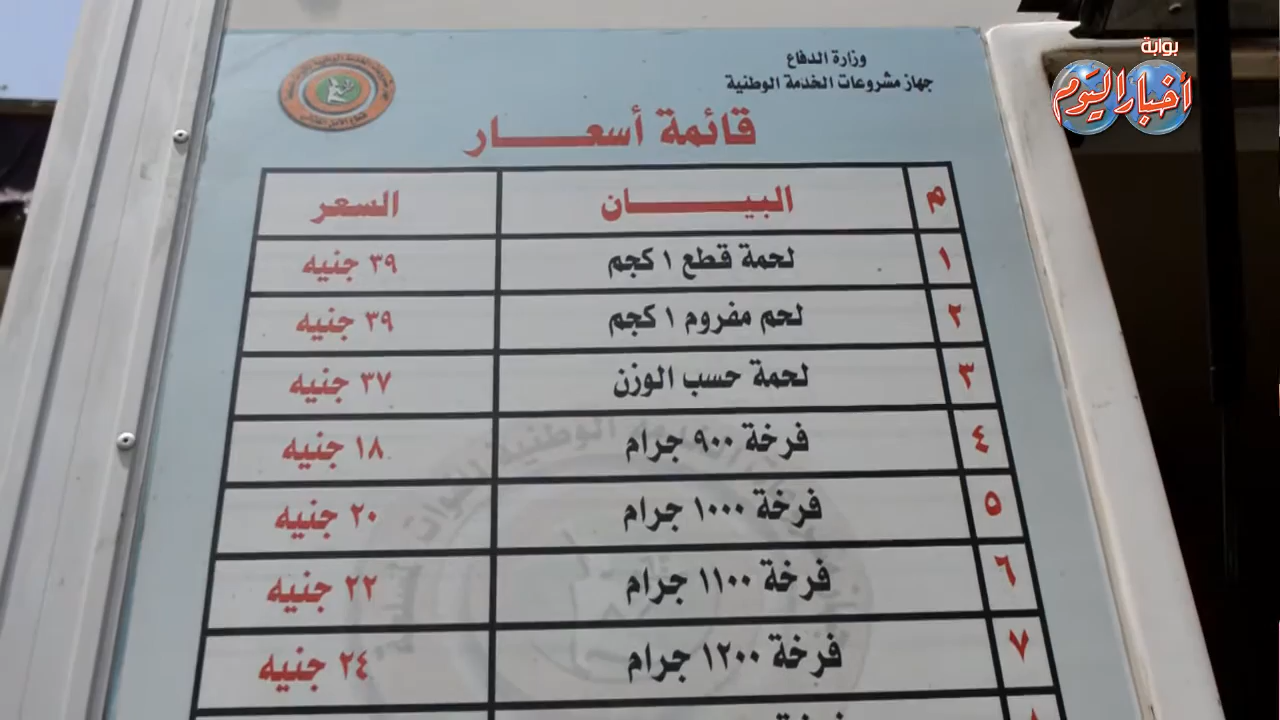 بوابة
أخبار اليوم
وزارة الدفاع
جهاز مشروعات الخدمة الوطنية
قائمة أسعـــــار
م البيـــــان السعر
١ لحمة قطع ١ كجم ٣٩ جنيه
٢ لحم مفروم ١ كجم ٣٩ جنيه
٣ لحمة حسب الوزن ٣٧ جنيه
٤ فرخة ٩٠٠ جرام ١٨ جنيه
٥ فرخة ١٠٠٠ جرام ٢٠ جنيه
٦ فرخة ١١٠٠ جرام ٢٢ جنيه
٧ فرخة ١٢٠٠ جرام ٢٤ جنيه